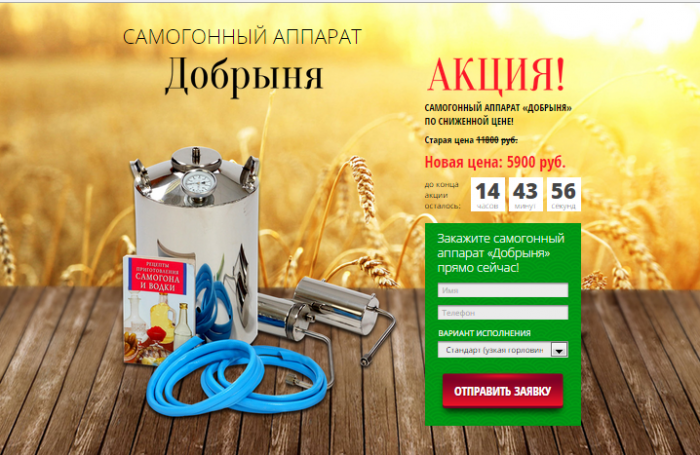 САМОГОННЫЙ АППАРАТ
Добрыня
АКЦИЯ!
САМОГОННЫЙ АППАРАТ «ДОБРЫНЯ»
ПО СНИЖЕННОЙ ЦЕНЕ!
Старая цена 11800 руб.
Новая цена: 5900 руб.
до конца
акции
осталось:
14 43 56
часов минут секунд
Закажите самогонный
аппарат «Добрыня»
прямо сейчас!
Имя
Телефон
ВАРИАНТ ИСПОЛНЕНИЯ
Стандарт (узкая горловин
ОТПРАВИТЬ ЗАЯВКУ
РЕЦЕПТЫ
ПРИГОТОВЛЕНИЯ
САМОГОНА
И ВОДКИ